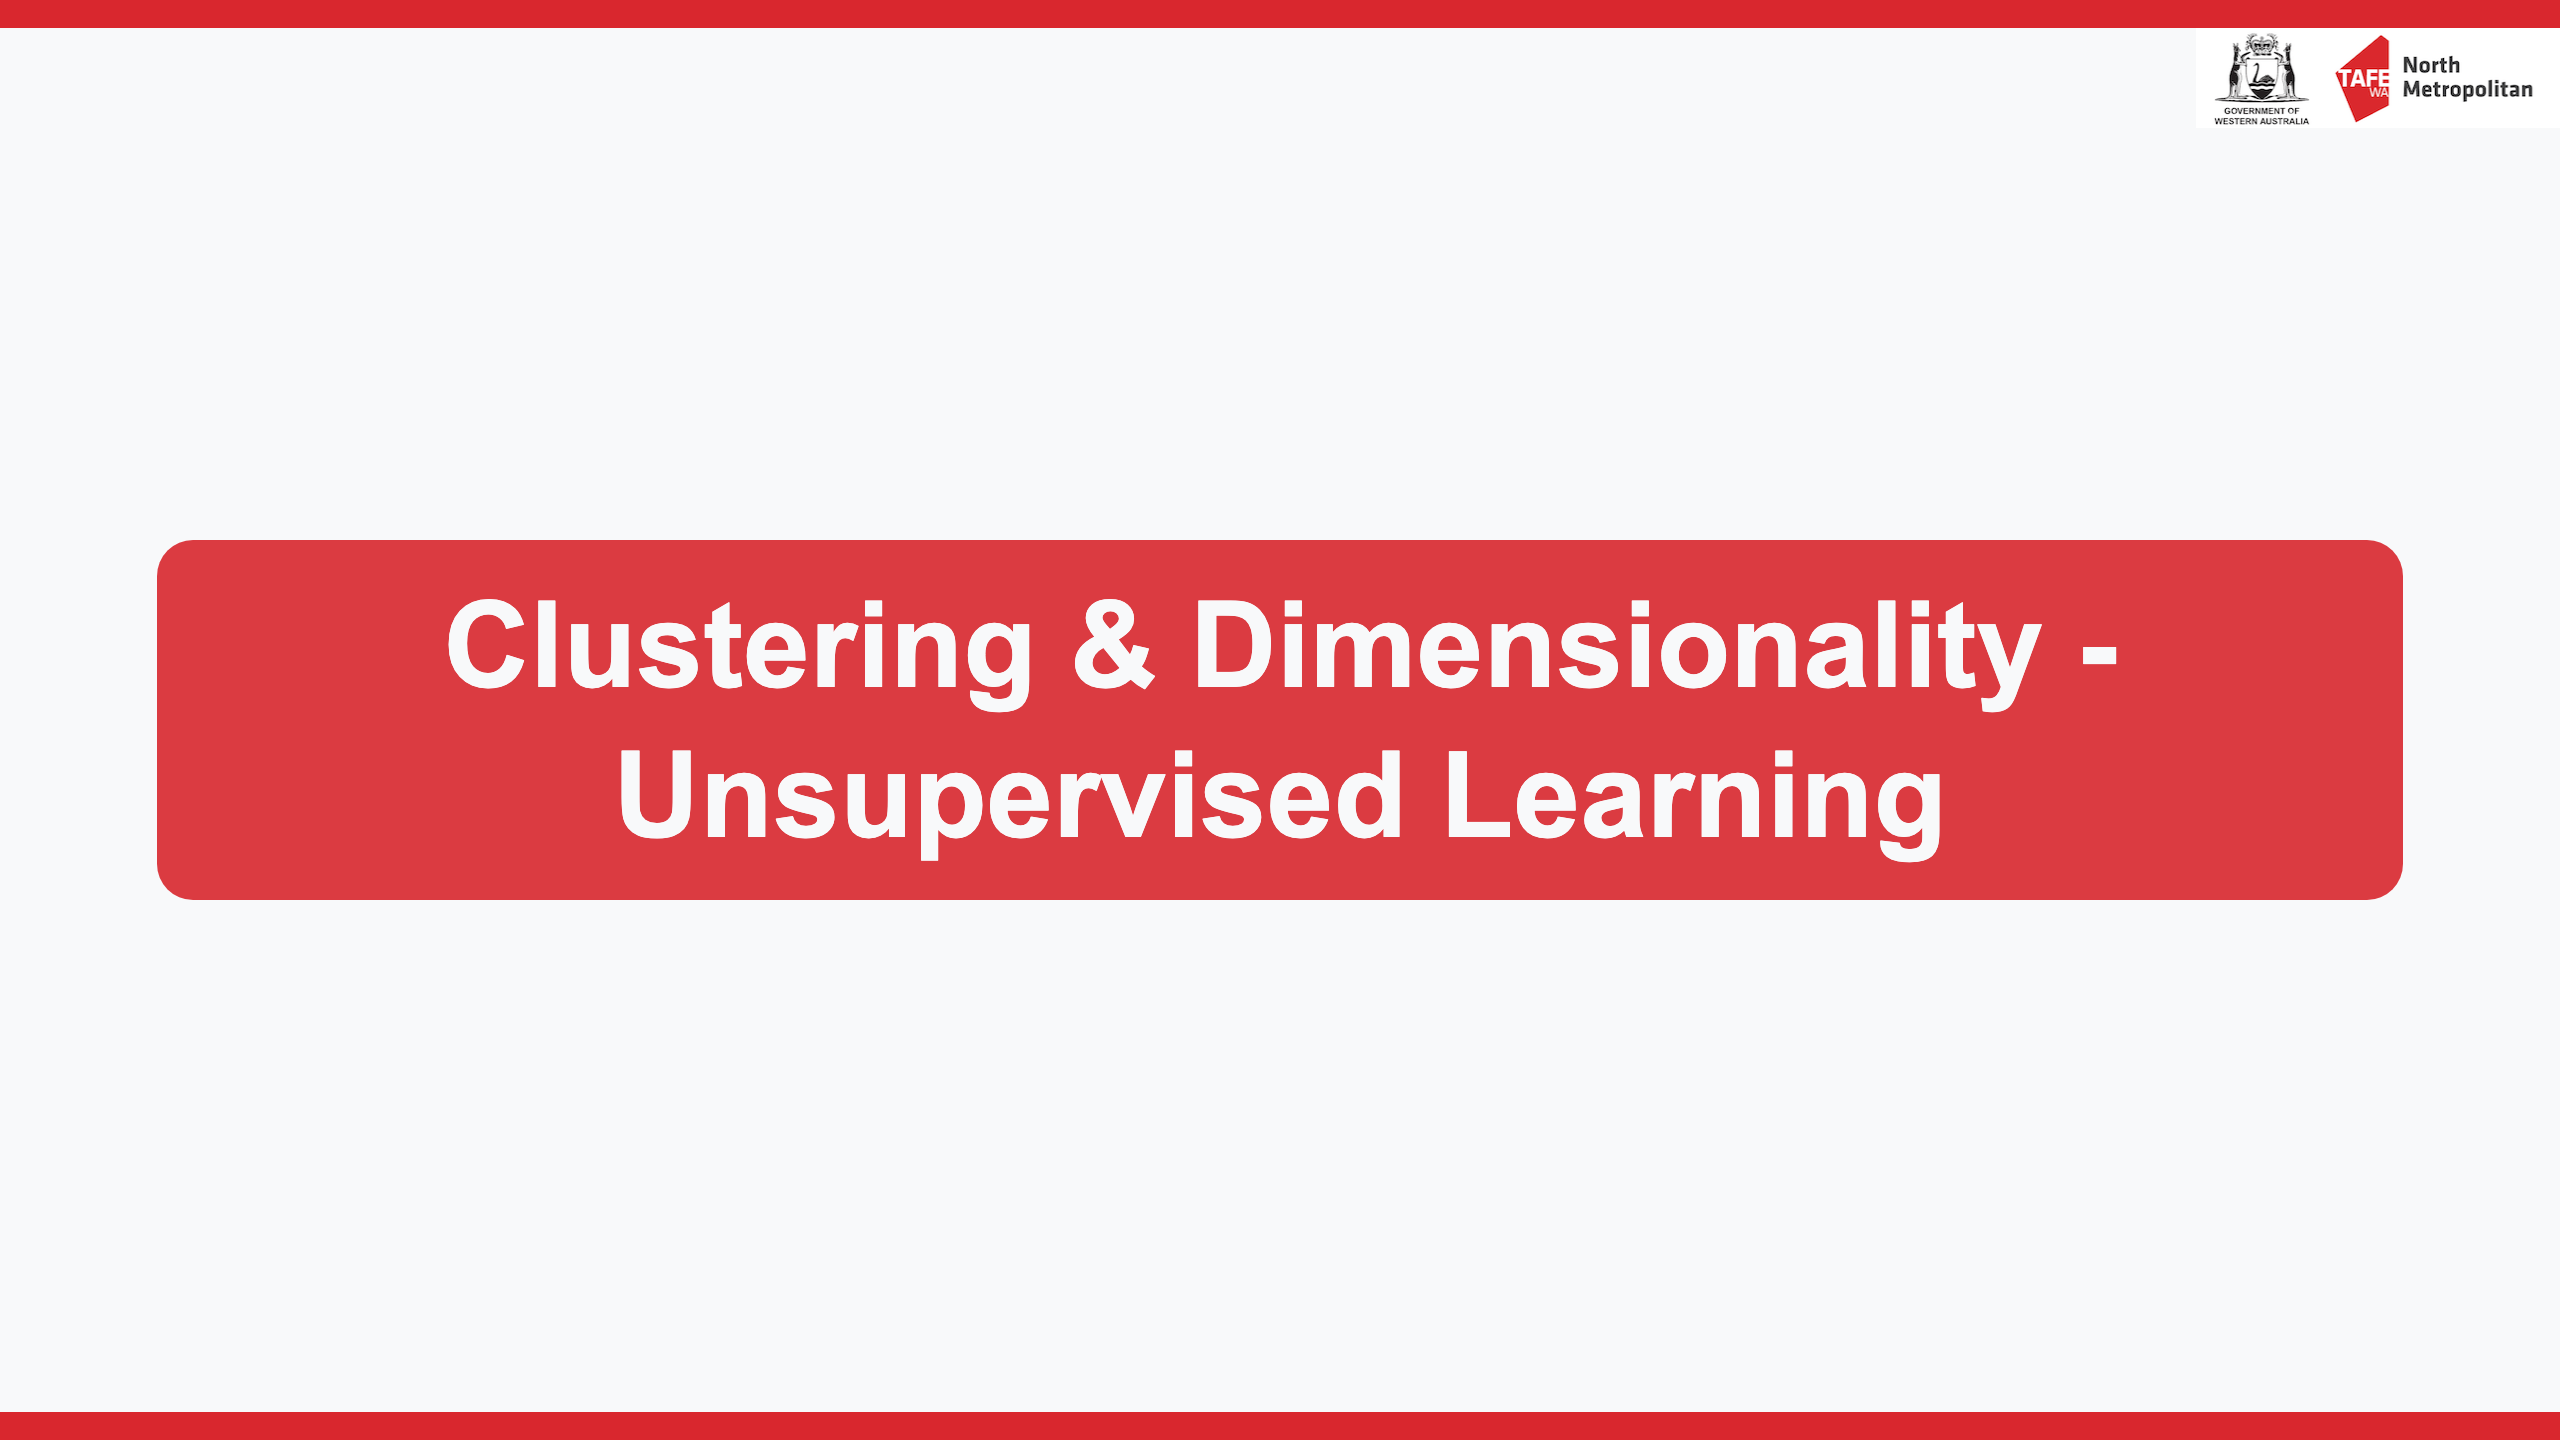 GOVERNMENT OF
WESTERN AUSTRALIA
TAFE
WA
North
Metropolitan
Clustering & Dimensionality -
Unsupervised Learning